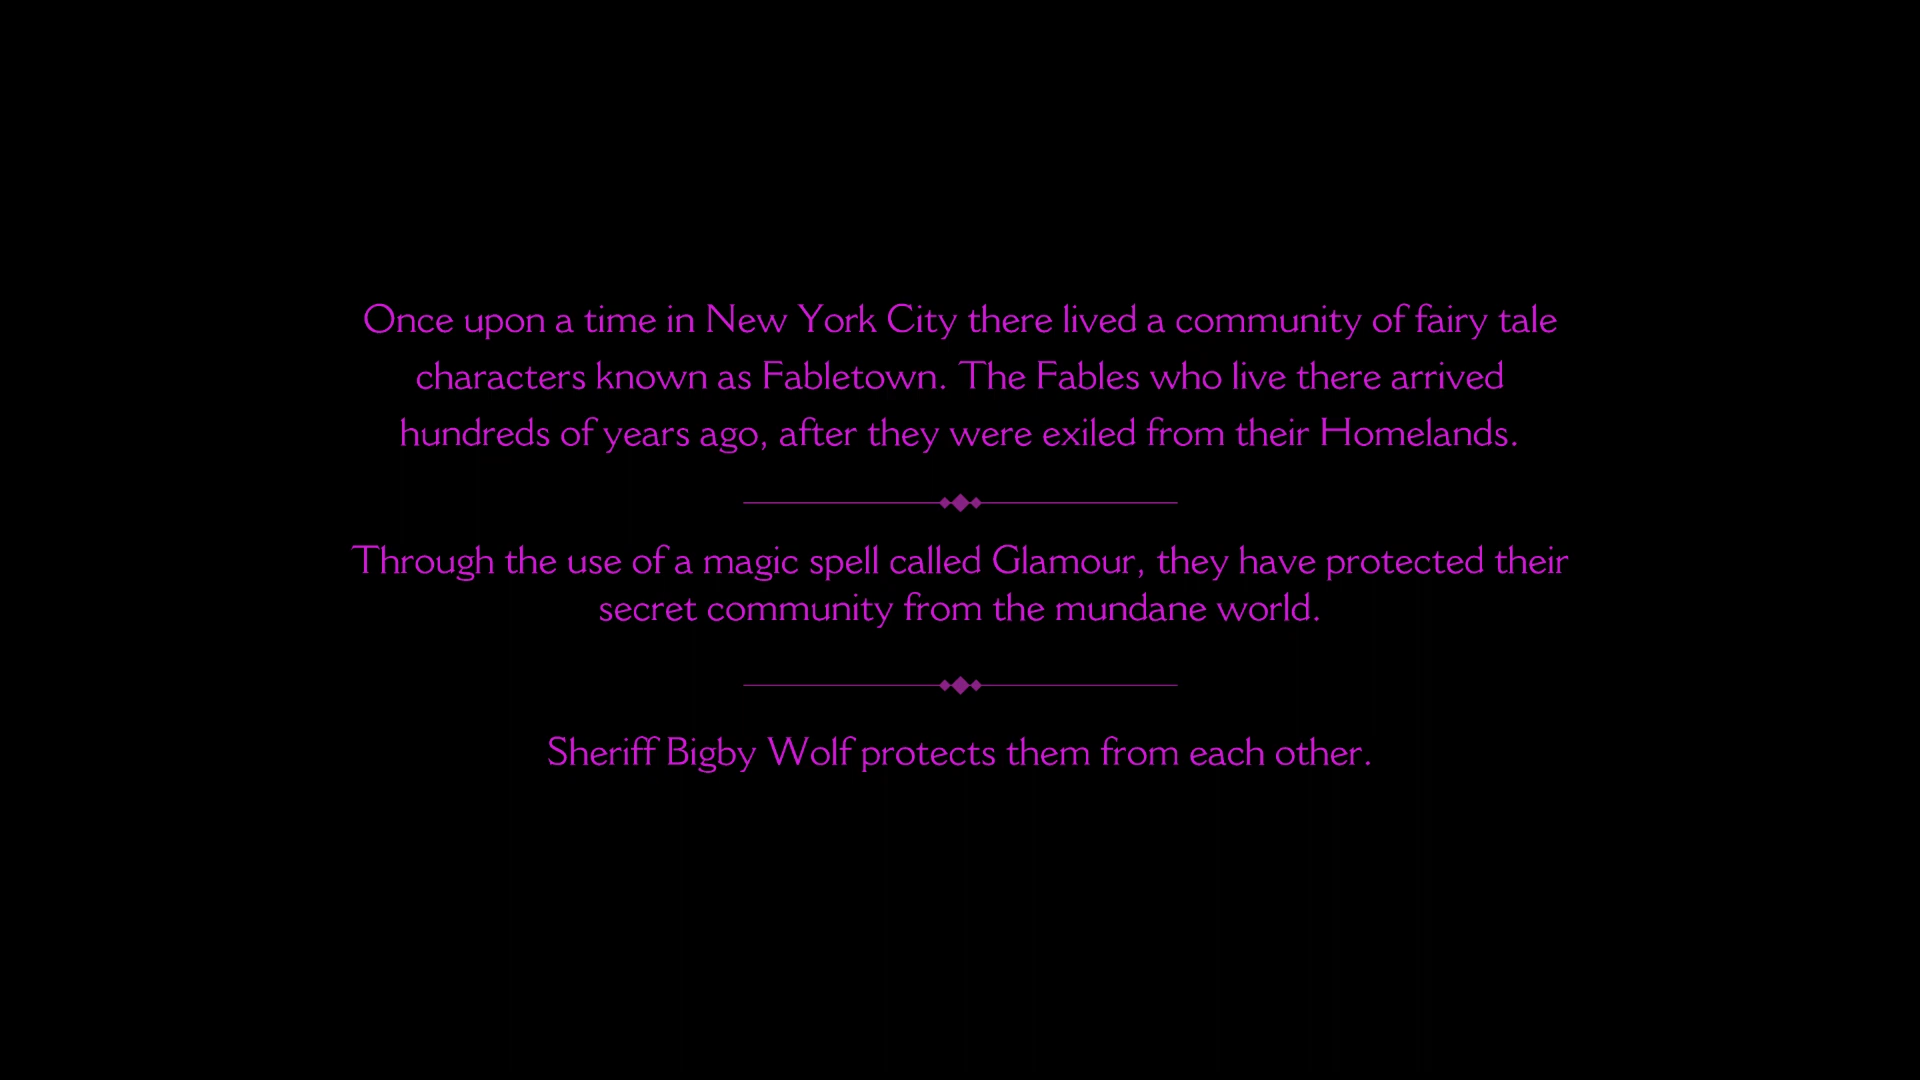 Once upon a time in New York City there lived a community of fairy tale
characters known as Fabletown. The Fables who live there arrived
hundreds of years ago, after they were exiled from their Homelands.
Through the use of a magic spell called Glamour, they have protected their
secret community from the mundane world.
Sheriff Bigby Wolf protects them from each other.